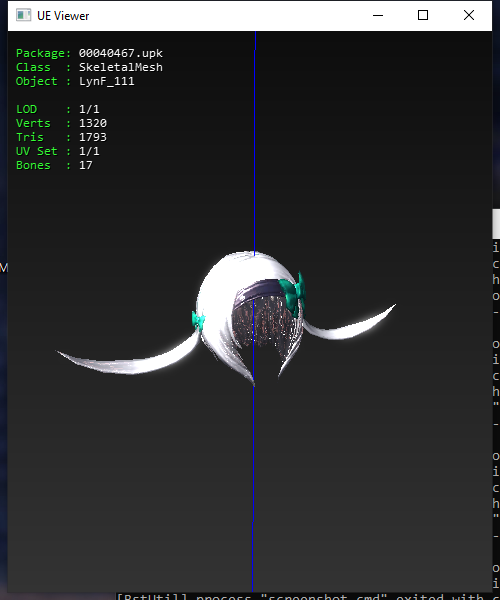 UE Viewer
Package: 00040467.upk
Class  : SkeletalMesh
Object : LynF_111
LOD    : 1/1
Verts  : 1320
Tris   : 1793
UV Set : 1/1
Bones  : 17
M
i
c
h
o
-
o
i
c
h
"
-
o
i
c
h
"
-
o
i
[BstUtil] process "screenshot.cmd" exited with c